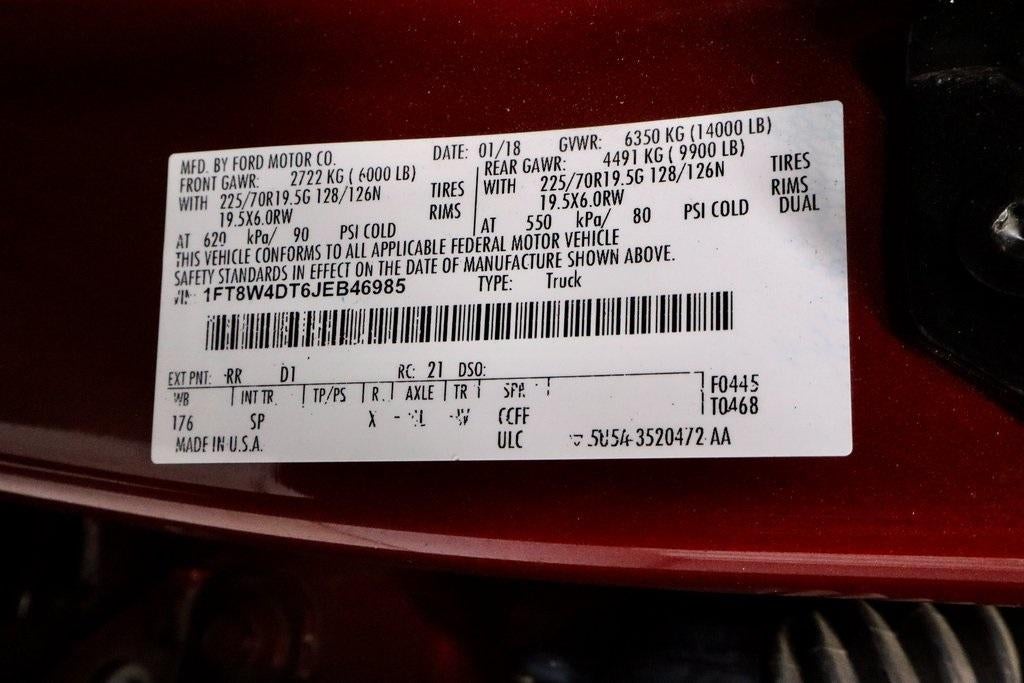 MFD. BY FORD MOTOR CO. DATE: 01/18 GVWR: 6350 KG (14000 LB)
FRONT GAWR: 2722 KG ( 6000 LB) REAR GAWR: 4491 KG ( 9900 LB)
WITH 225/70R19.5G 128/126N TIRES WITH 225/70R19.5G 128/126N TIRES
19.5X6.0RW RIMS 19.5X6.0RW RIMS
AT 620 kPa/ 90 PSI COLD AT 550 kPa/ 80 PSI COLD DUAL
THIS VEHICLE CONFORMS TO ALL APPLICABLE FEDERAL MOTOR VEHICLE
SAFETY STANDARDS IN EFFECT ON THE DATE OF MANUFACTURE SHOWN ABOVE.
VIN: 1FT8W4DT6JEB46985 TYPE: Truck
EXT PNT: RR D1 RC: 21 DSO:
WB INT TR TP/PS R AXLE TR SPR F0445
176 SP X CCFF T0468
MADE IN U.S.A. ULC 5U54-3520472 AA